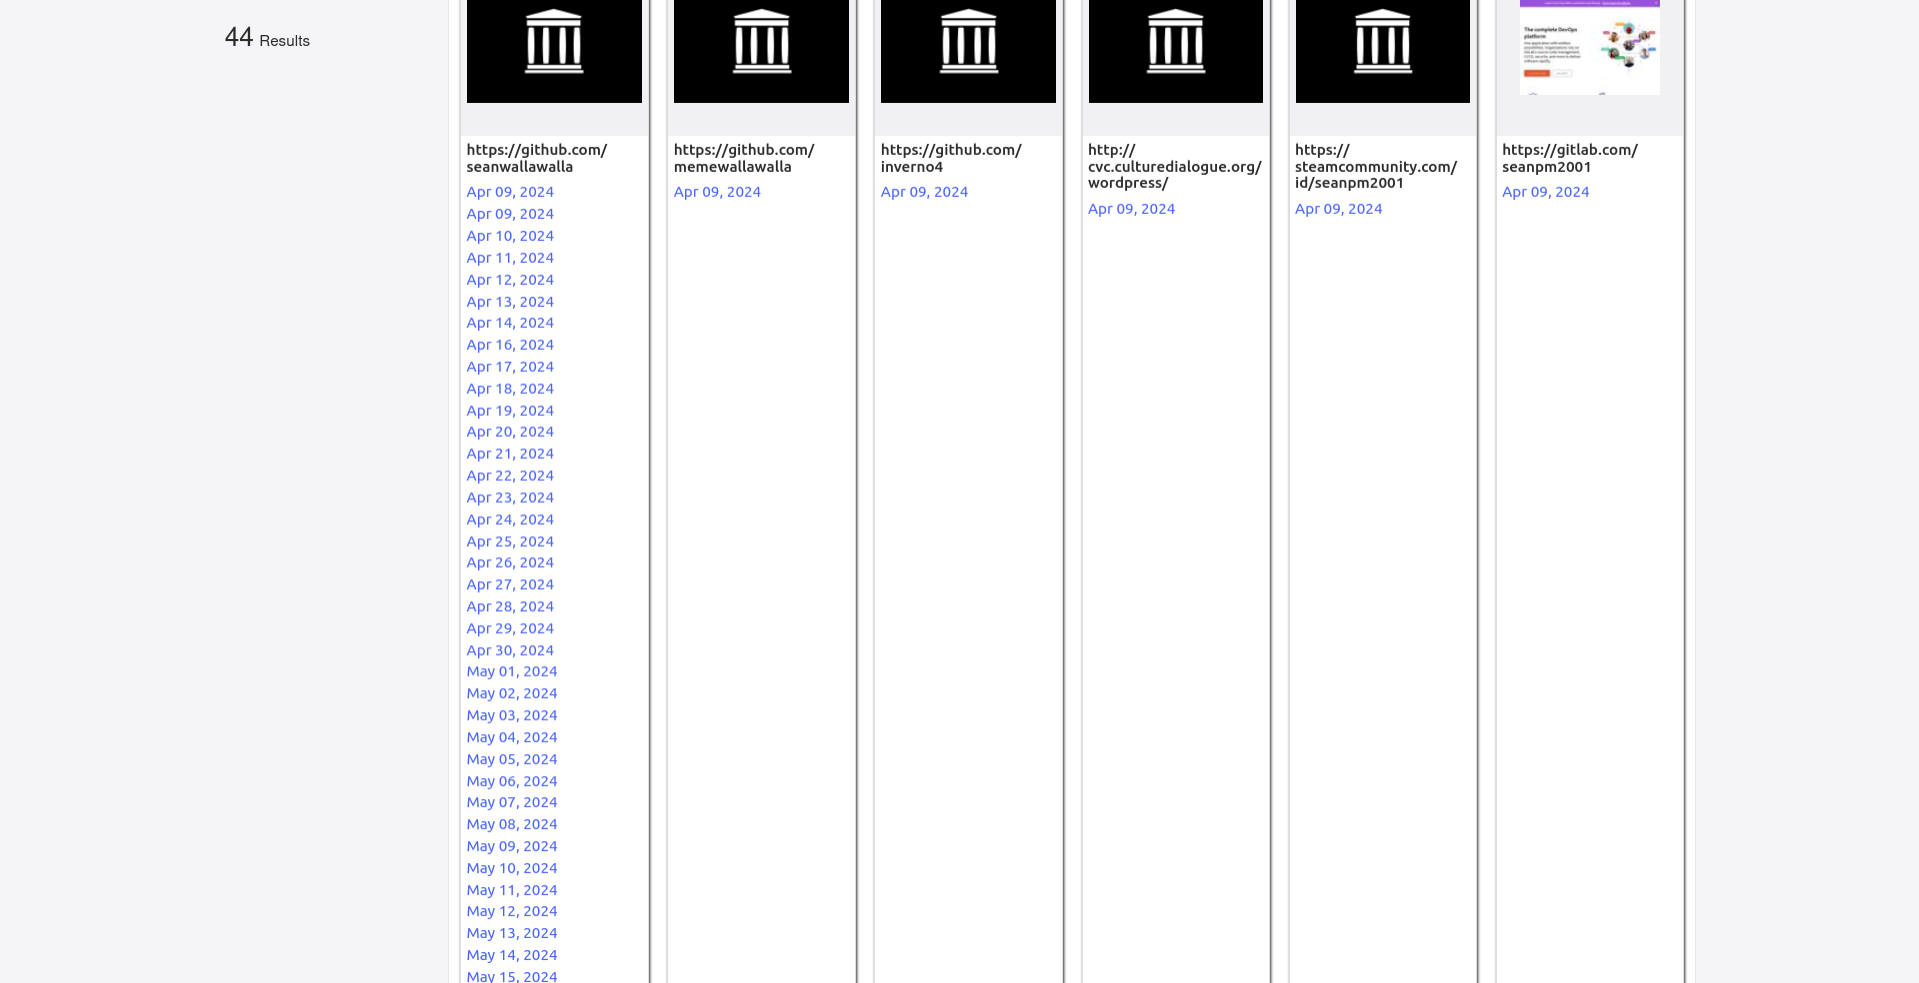 44 Results
The complete DevOps
platform
https://github.com/
seanwallawalla
Apr 09, 2024
Apr 09, 2024
Apr 10, 2024
Apr 11, 2024
Apr 12, 2024
Apr 13, 2024
Apr 14, 2024
Apr 16, 2024
Apr 17, 2024
Apr 18, 2024
Apr 19, 2024
Apr 20, 2024
Apr 21, 2024
Apr 22, 2024
Apr 23, 2024
Apr 24, 2024
Apr 25, 2024
Apr 26, 2024
Apr 27, 2024
Apr 28, 2024
Apr 29, 2024
Apr 30, 2024
May 01, 2024
May 02, 2024
May 03, 2024
May 04, 2024
May 05, 2024
May 06, 2024
May 07, 2024
May 08, 2024
May 09, 2024
May 10, 2024
May 11, 2024
May 12, 2024
May 13, 2024
May 14, 2024
May 15, 2024
https://github.com/
memewallawalla
Apr 09, 2024
https://github.com/
inverno4
Apr 09, 2024
http://
cvc.culturedialogue.org/
wordpress/
Apr 09, 2024
https://
steamcommunity.com/
id/seanpm2001
Apr 09, 2024
https://gitlab.com/
seanpm2001
Apr 09, 2024